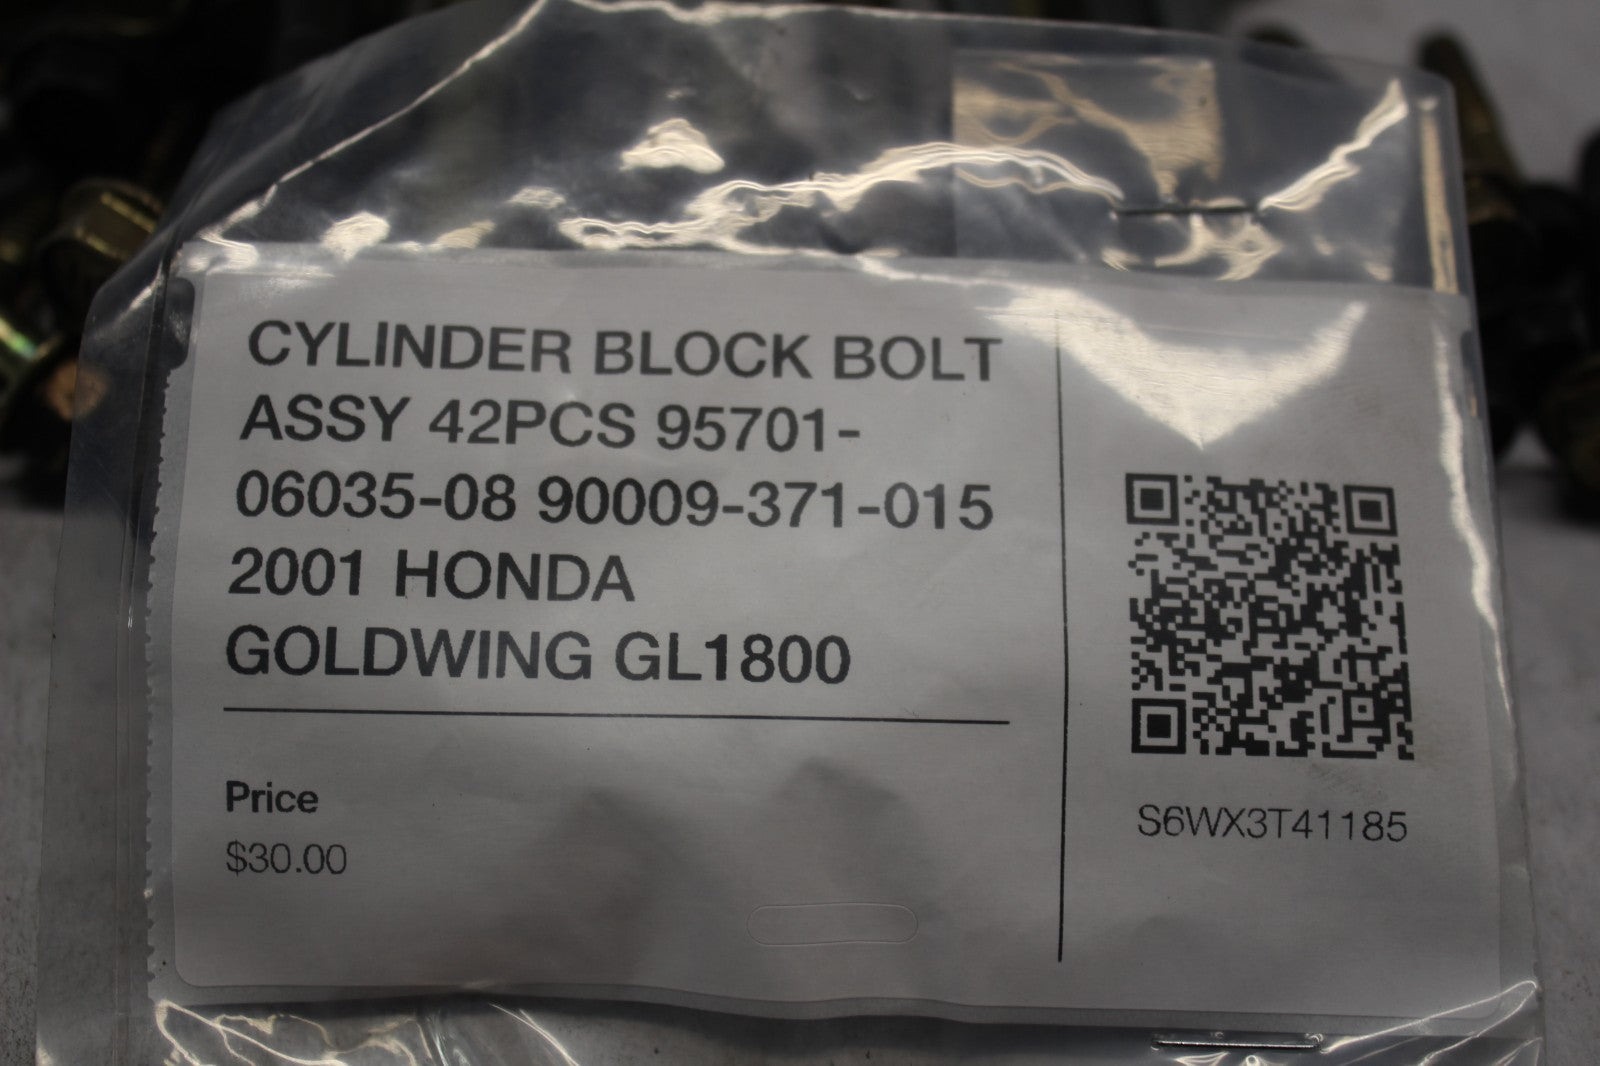 CYLINDER BLOCK BOLT
ASSY 42PCS 95701-
06035-08 90009-371-015
2001 HONDA
GOLDWING GL1800
Price
$30.00
S6WX3T41185